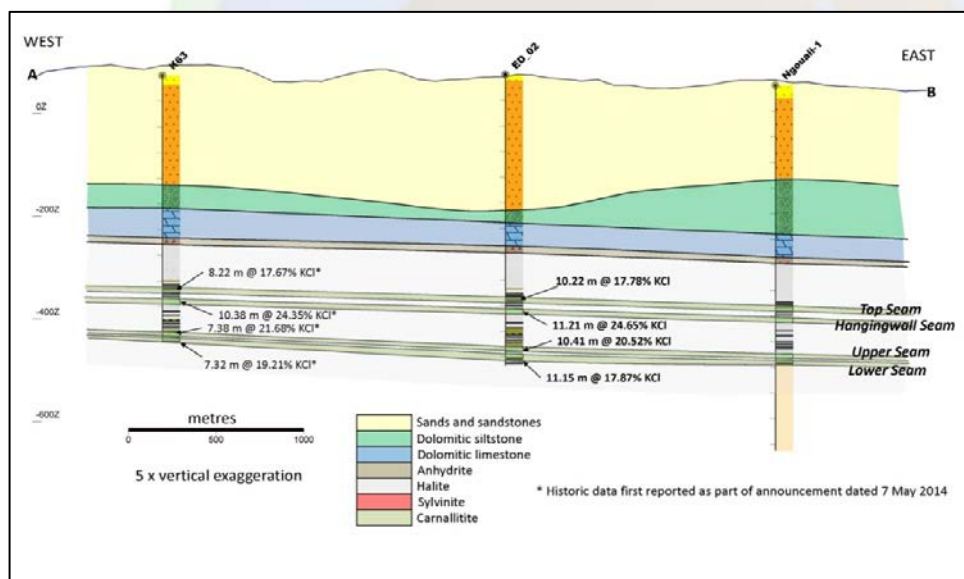 WEST
EAST
K63
ED_02
Ngouali-1
A
B
0Z
-200Z
-400Z
-600Z
8.22 m @ 17.67% KCl*
10.38 m @ 24.35% KCl*
7.38 m @ 21.68% KCl*
7.32 m @ 19.21% KCl*
10.22 m @ 17.78% KCl
11.21 m @ 24.65% KCl
10.41 m @ 20.52% KCl
11.15 m @ 17.87% KCl
Top Seam
Hangingwall Seam
Upper Seam
Lower Seam
metres
0 500 1000
5 x vertical exaggeration
Sands and sandstones
Dolomitic siltstone
Dolomitic limestone
Anhydrite
Halite
Sylvinite
Carnallitite
* Historic data first reported as part of announcement dated 7 May 2014